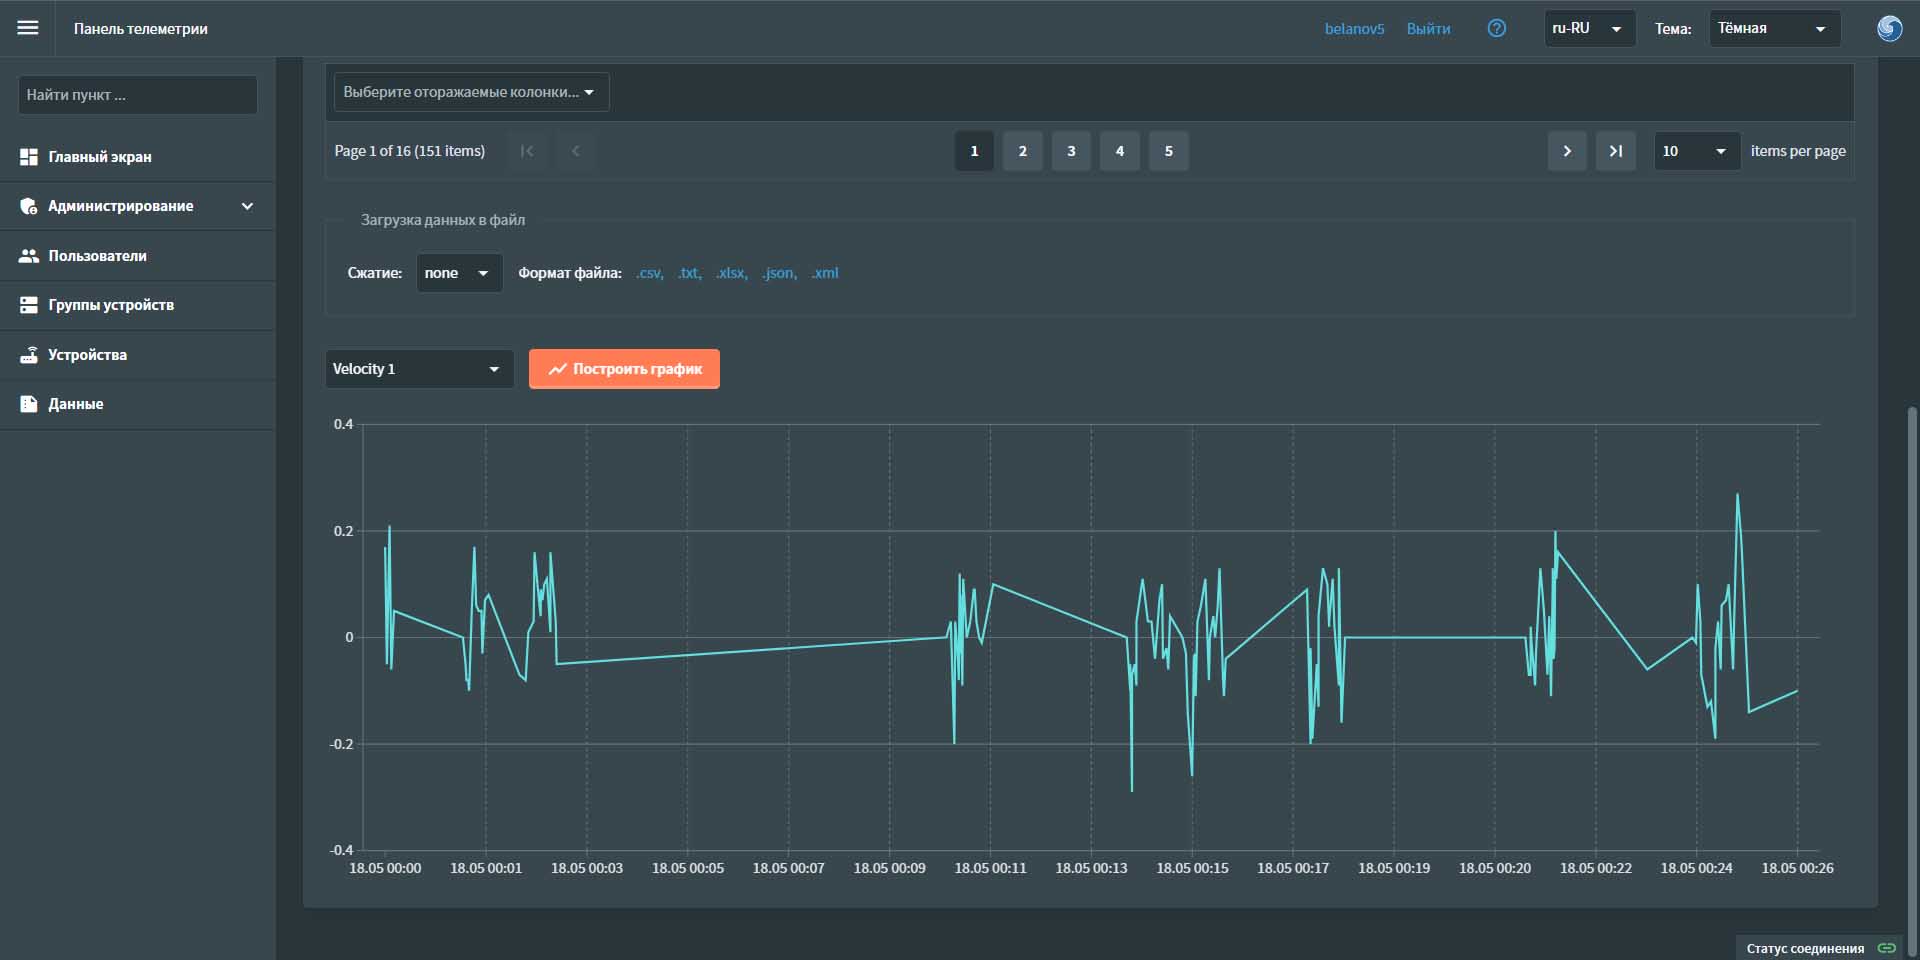 Панель телеметрии
belanov5 Выйти
ru-RU
Тема:
Тёмная
Найти пункт ...
Главный экран
Администрирование
Пользователи
Группы устройств
Устройства
Данные
Выберите оторажаемые колонки...
Page 1 of 16 (151 items)
1 2 3 4 5
10
items per page
Загрузка данных в файл
Сжатие:
none
Формат файла: .csv, .txt, .xlsx, .json, .xml
Velocity 1
Построить график
0.4
0.2
0
-0.2
-0.4
18.05 00:00 18.05 00:01 18.05 00:03 18.05 00:05 18.05 00:07 18.05 00:09 18.05 00:11 18.05 00:13 18.05 00:15 18.05 00:17 18.05 00:19 18.05 00:20 18.05 00:22 18.05 00:24 18.05 00:26
Статус соединения